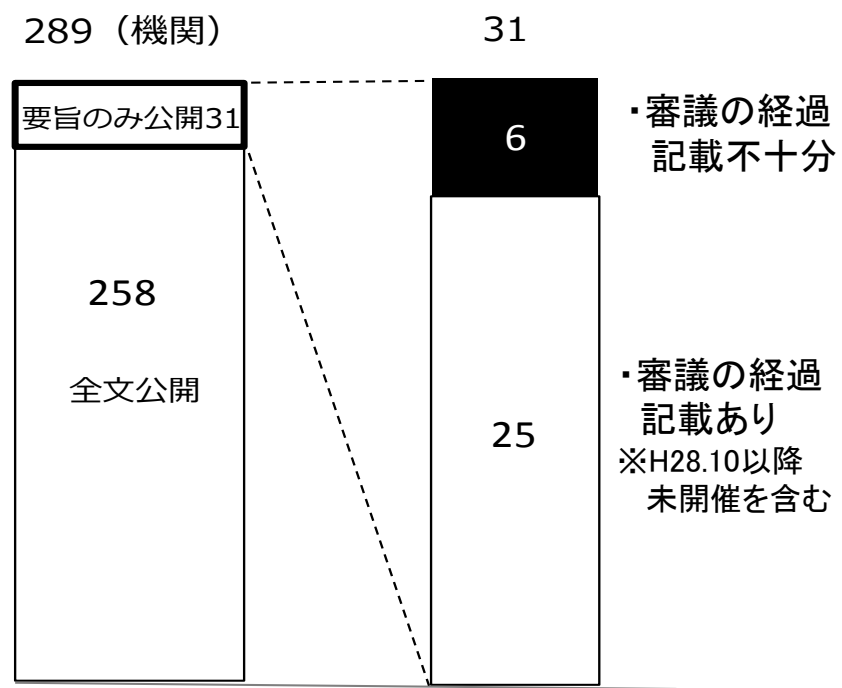 289（機関）
31
要旨のみ公開31
6
・審議の経過
記載不十分
258
全文公開
25
・審議の経過
記載あり
※H28.10以降
未開催を含む